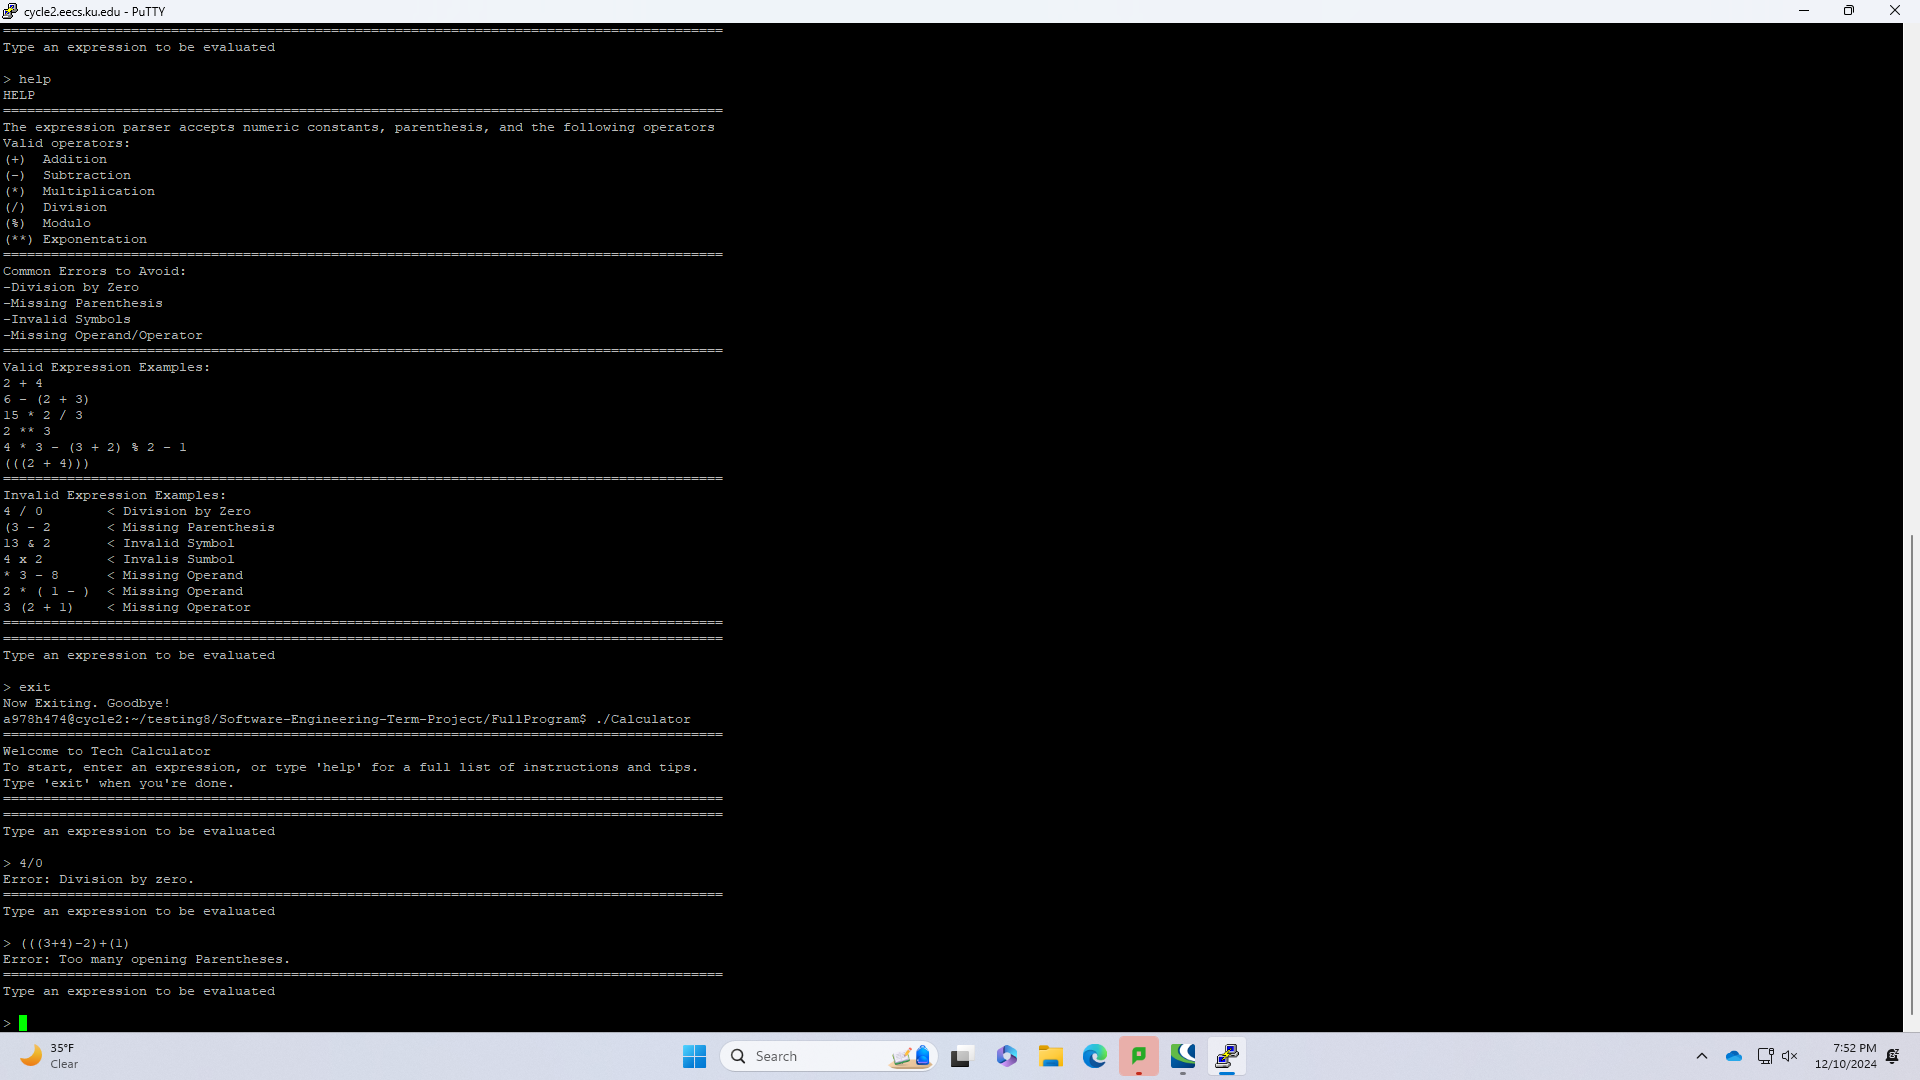 cycle2.eecs.ku.edu - PuTTY
==========================================================================================
Type an expression to be evaluated
> help
HELP
==========================================================================================
The expression parser accepts numeric constants, parenthesis, and the following operators
Valid operators:
(+)  Addition
(-)  Subtraction
(*)  Multiplication
(/)  Division
(%)  Modulo
(**) Exponentation
==========================================================================================
Common Errors to Avoid:
-Division by Zero
-Missing Parenthesis
-Invalid Symbols
-Missing Operand/Operator
==========================================================================================
Valid Expression Examples:
2 + 4
6 - (2 + 3)
15 * 2 / 3
2 ** 3
4 * 3 - (3 + 2) % 2 - 1
(((2 + 4)))
==========================================================================================
Invalid Expression Examples:
4 / 0        < Division by Zero
(3 - 2       < Missing Parenthesis
13 & 2       < Invalid Symbol
4 x 2        < Invalis Sumbol
* 3 - 8      < Missing Operand
2 * ( 1 - )  < Missing Operand
3 (2 + 1)    < Missing Operator
==========================================================================================
==========================================================================================
Type an expression to be evaluated
> exit
Now Exiting. Goodbye!
a978h474@cycle2:~/testing8/Software-Engineering-Term-Project/FullProgram$ ./Calculator
==========================================================================================
Welcome to Tech Calculator
To start, enter an expression, or type 'help' for a full list of instructions and tips.
Type 'exit' when you're done.
==========================================================================================
==========================================================================================
Type an expression to be evaluated
> 4/0
Error: Division by zero.
==========================================================================================
Type an expression to be evaluated
> (((3+4)-2)+(1)
Error: Too many opening Parentheses.
==========================================================================================
Type an expression to be evaluated
>
35°F
Clear
Search
7:52 PM
12/10/2024